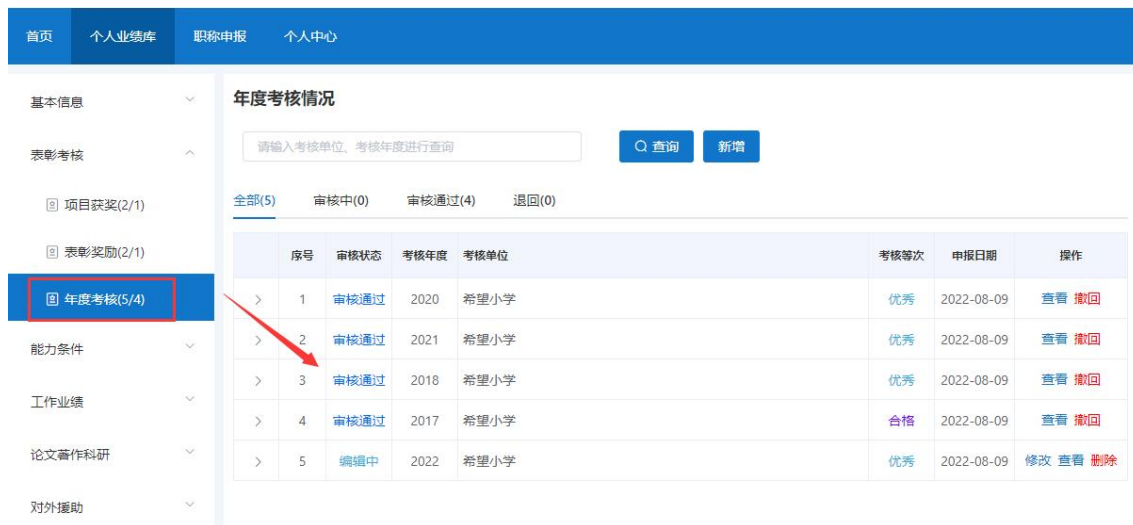 首页 个人业绩库 职称申报 个人中心
基本信息
表彰考核
项目获奖(2/1)
表彰奖励(2/1)
年度考核(5/4)
能力条件
工作业绩
论文著作科研
对外援助
年度考核情况
请输入考核单位、考核年度进行查询 查询 新增
全部(5) 审核中(0) 审核通过(4) 退回(0)
序号 审核状态 考核年度 考核单位 考核等次 申报日期 操作
1 审核通过 2020 希望小学 优秀 2022-08-09 查看 撤回
2 审核通过 2021 希望小学 优秀 2022-08-09 查看 撤回
3 审核通过 2018 希望小学 优秀 2022-08-09 查看 撤回
4 审核通过 2017 希望小学 合格 2022-08-09 查看 撤回
5 编辑中 2022 希望小学 优秀 2022-08-09 修改 查看 删除